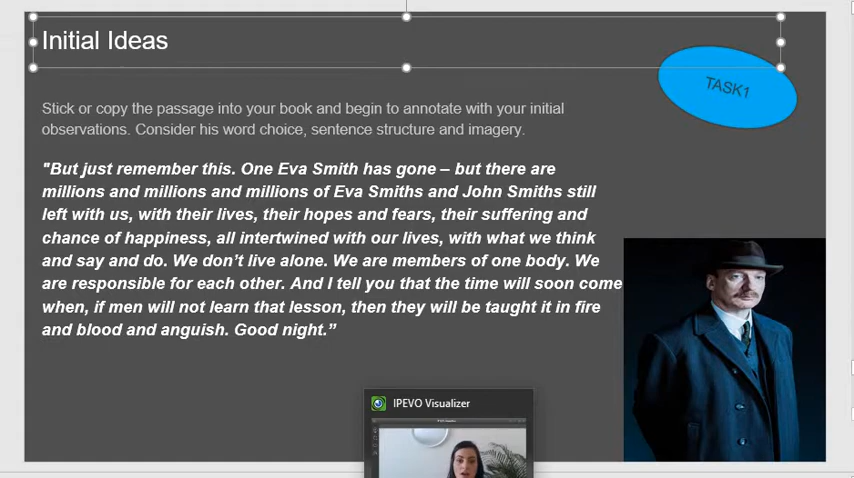 Initial Ideas
TASK1
Stick or copy the passage into your book and begin to annotate with your initial
observations. Consider his word choice, sentence structure and imagery.
"But just remember this. One Eva Smith has gone – but there are
millions and millions and millions of Eva Smiths and John Smiths still
left with us, with their lives, their hopes and fears, their suffering and
chance of happiness, all intertwined with our lives, with what we think
and say and do. We don’t live alone. We are members of one body. We
are responsible for each other. And I tell you that the time will soon come
when, if men will not learn that lesson, then they will be taught it in fire
and blood and anguish. Good night.”
IPEVO Visualizer